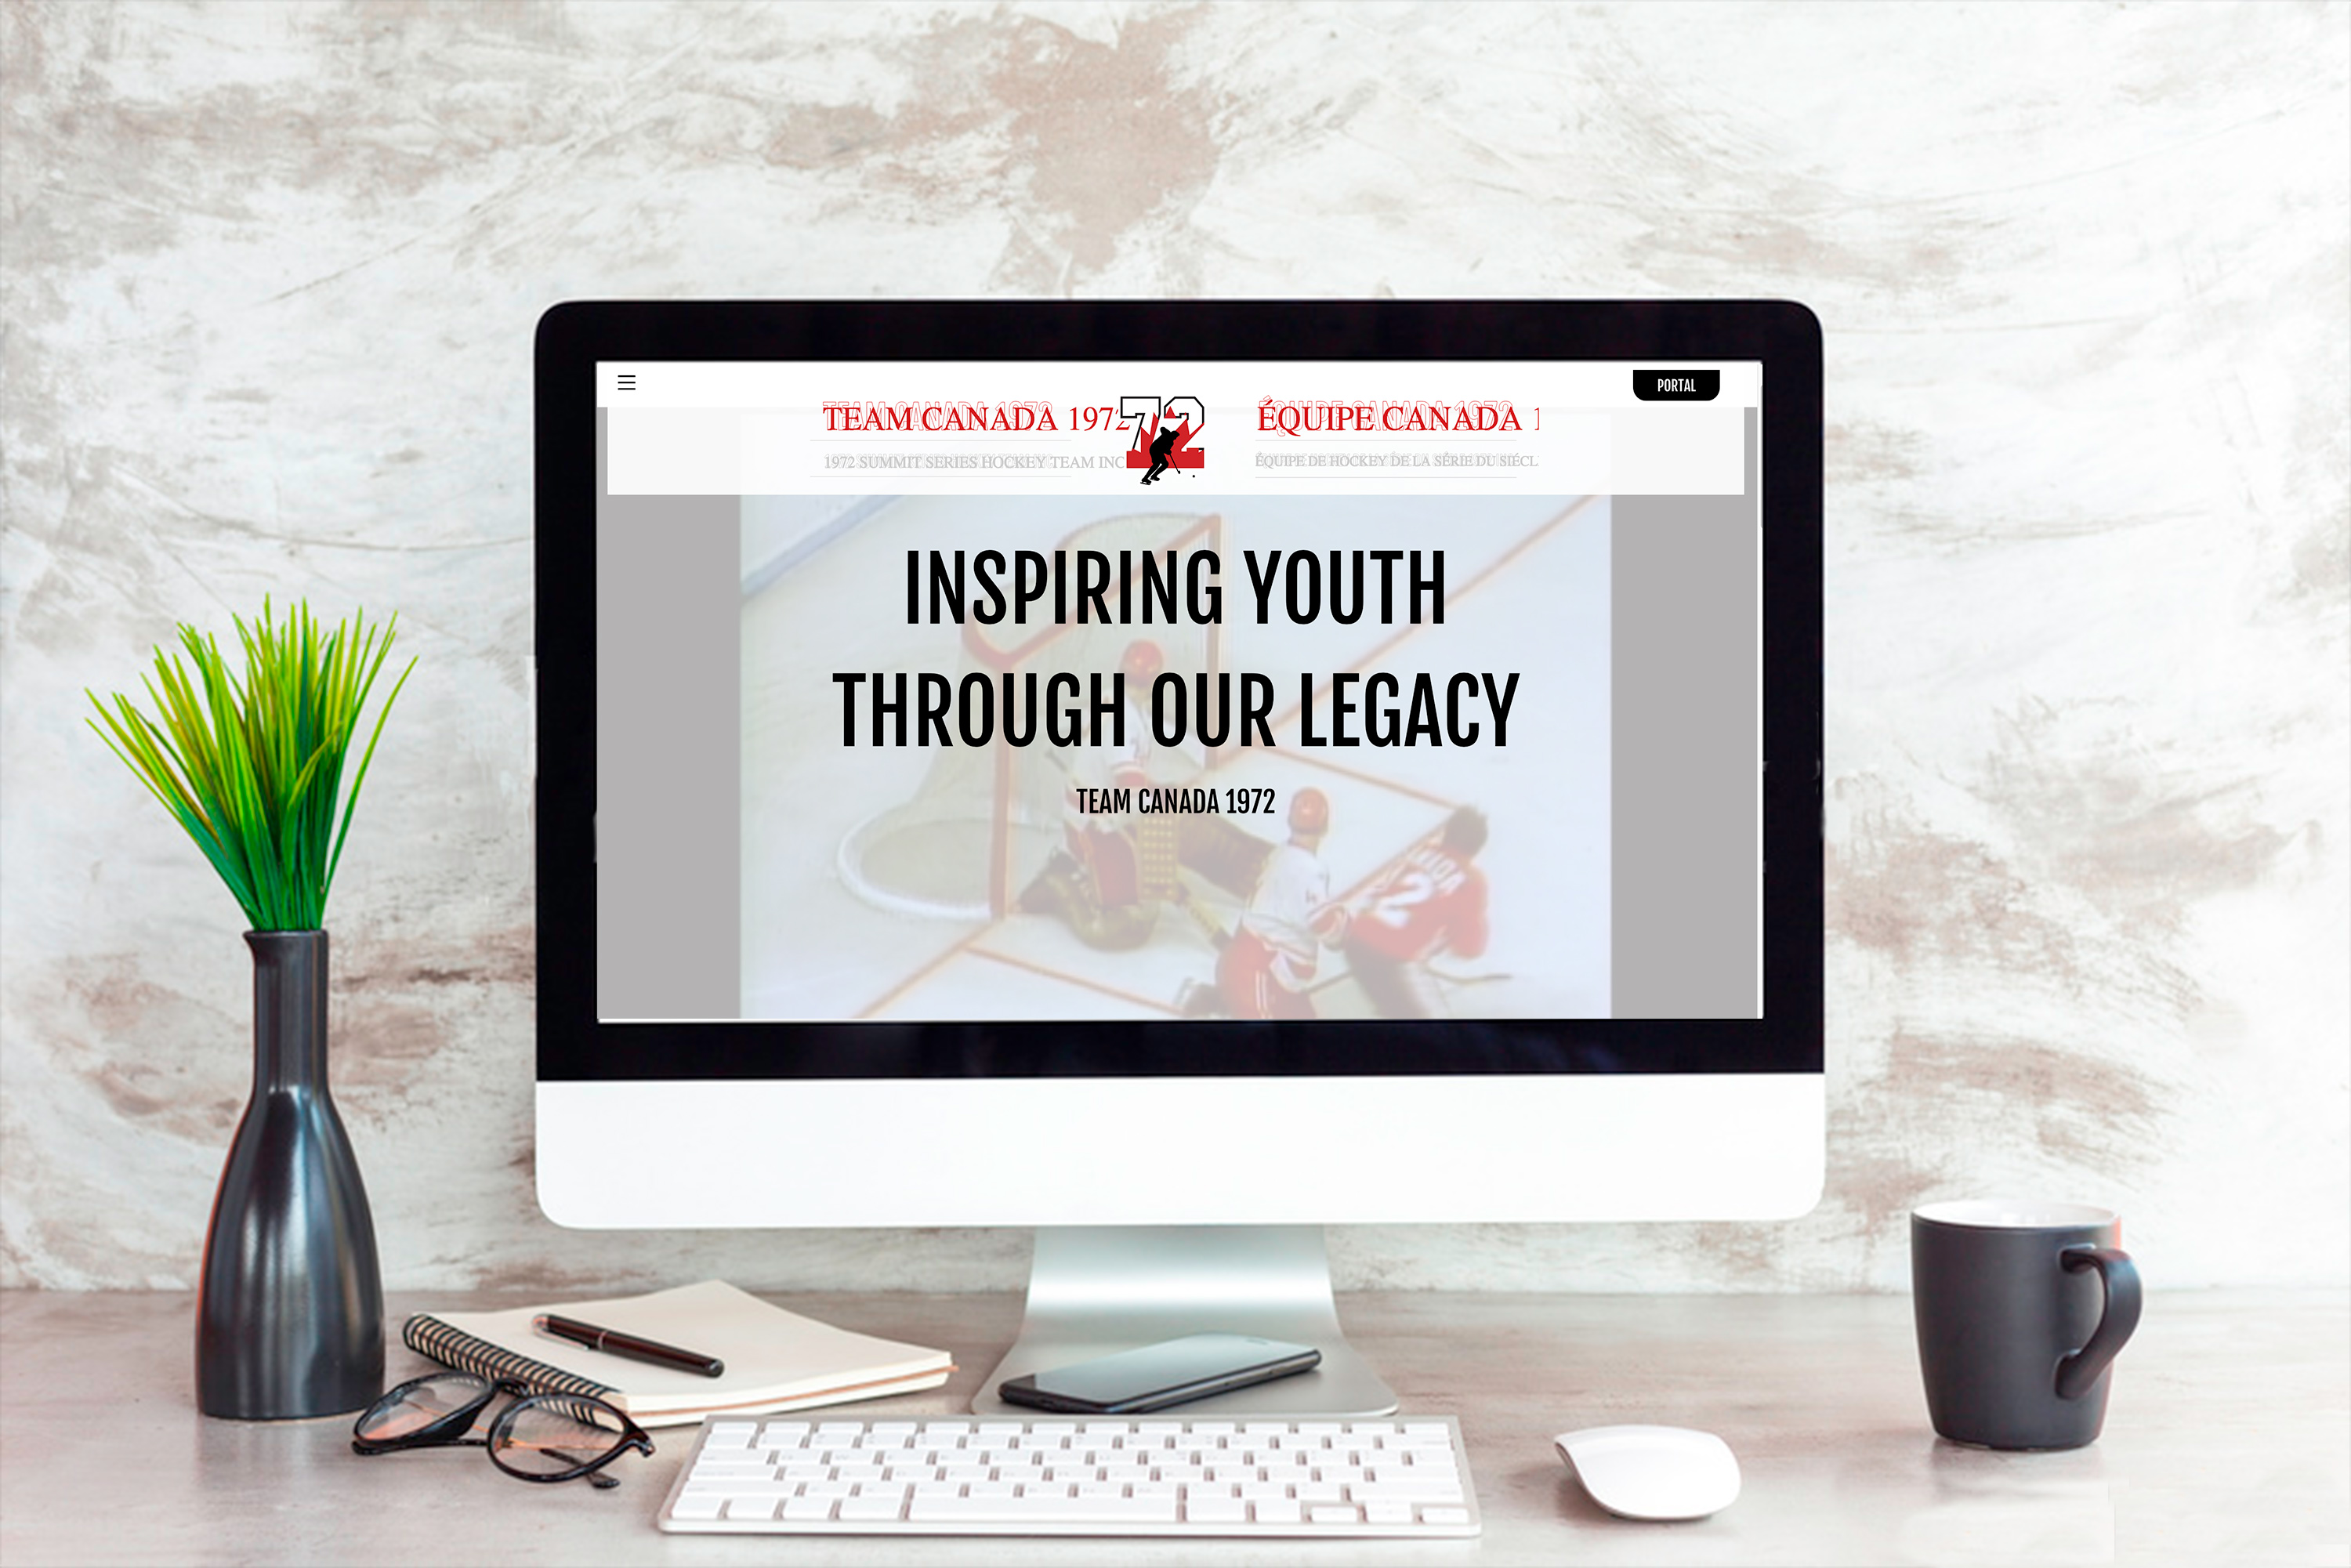 PORTAL
TEAM CANADA 1972
72
ÉQUIPE CANADA 1
1972 SUMMIT SERIES HOCKEY TEAM INC
ÉQUIPE DE HOCKEY DE LA SÉRIE DU SIÉCL
INSPIRING YOUTH
THROUGH OUR LEGACY
TEAM CANADA 1972